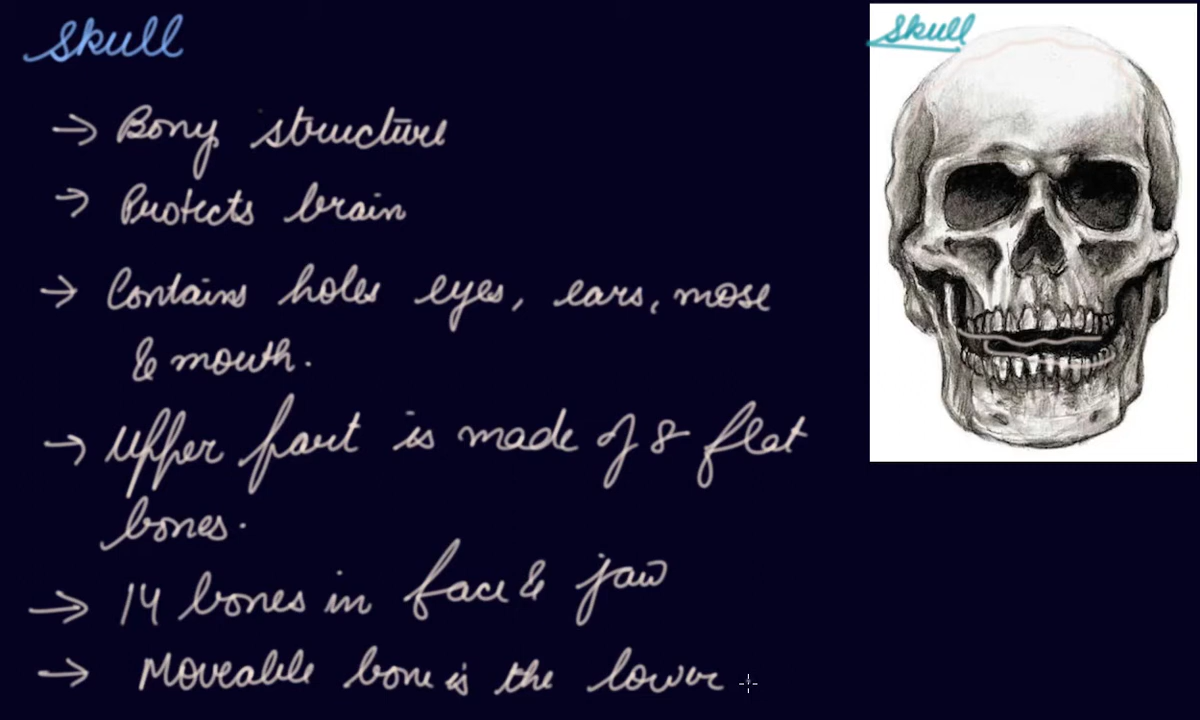 Skull
→ Bony structure
→ Protects brain
→ Contains holes eyes, ears, nose
& mouth.
→ Upper part is made of 8 flat
bones.
→ 14 bones in face & jaw
→ Moveable bone is the lower
Skull